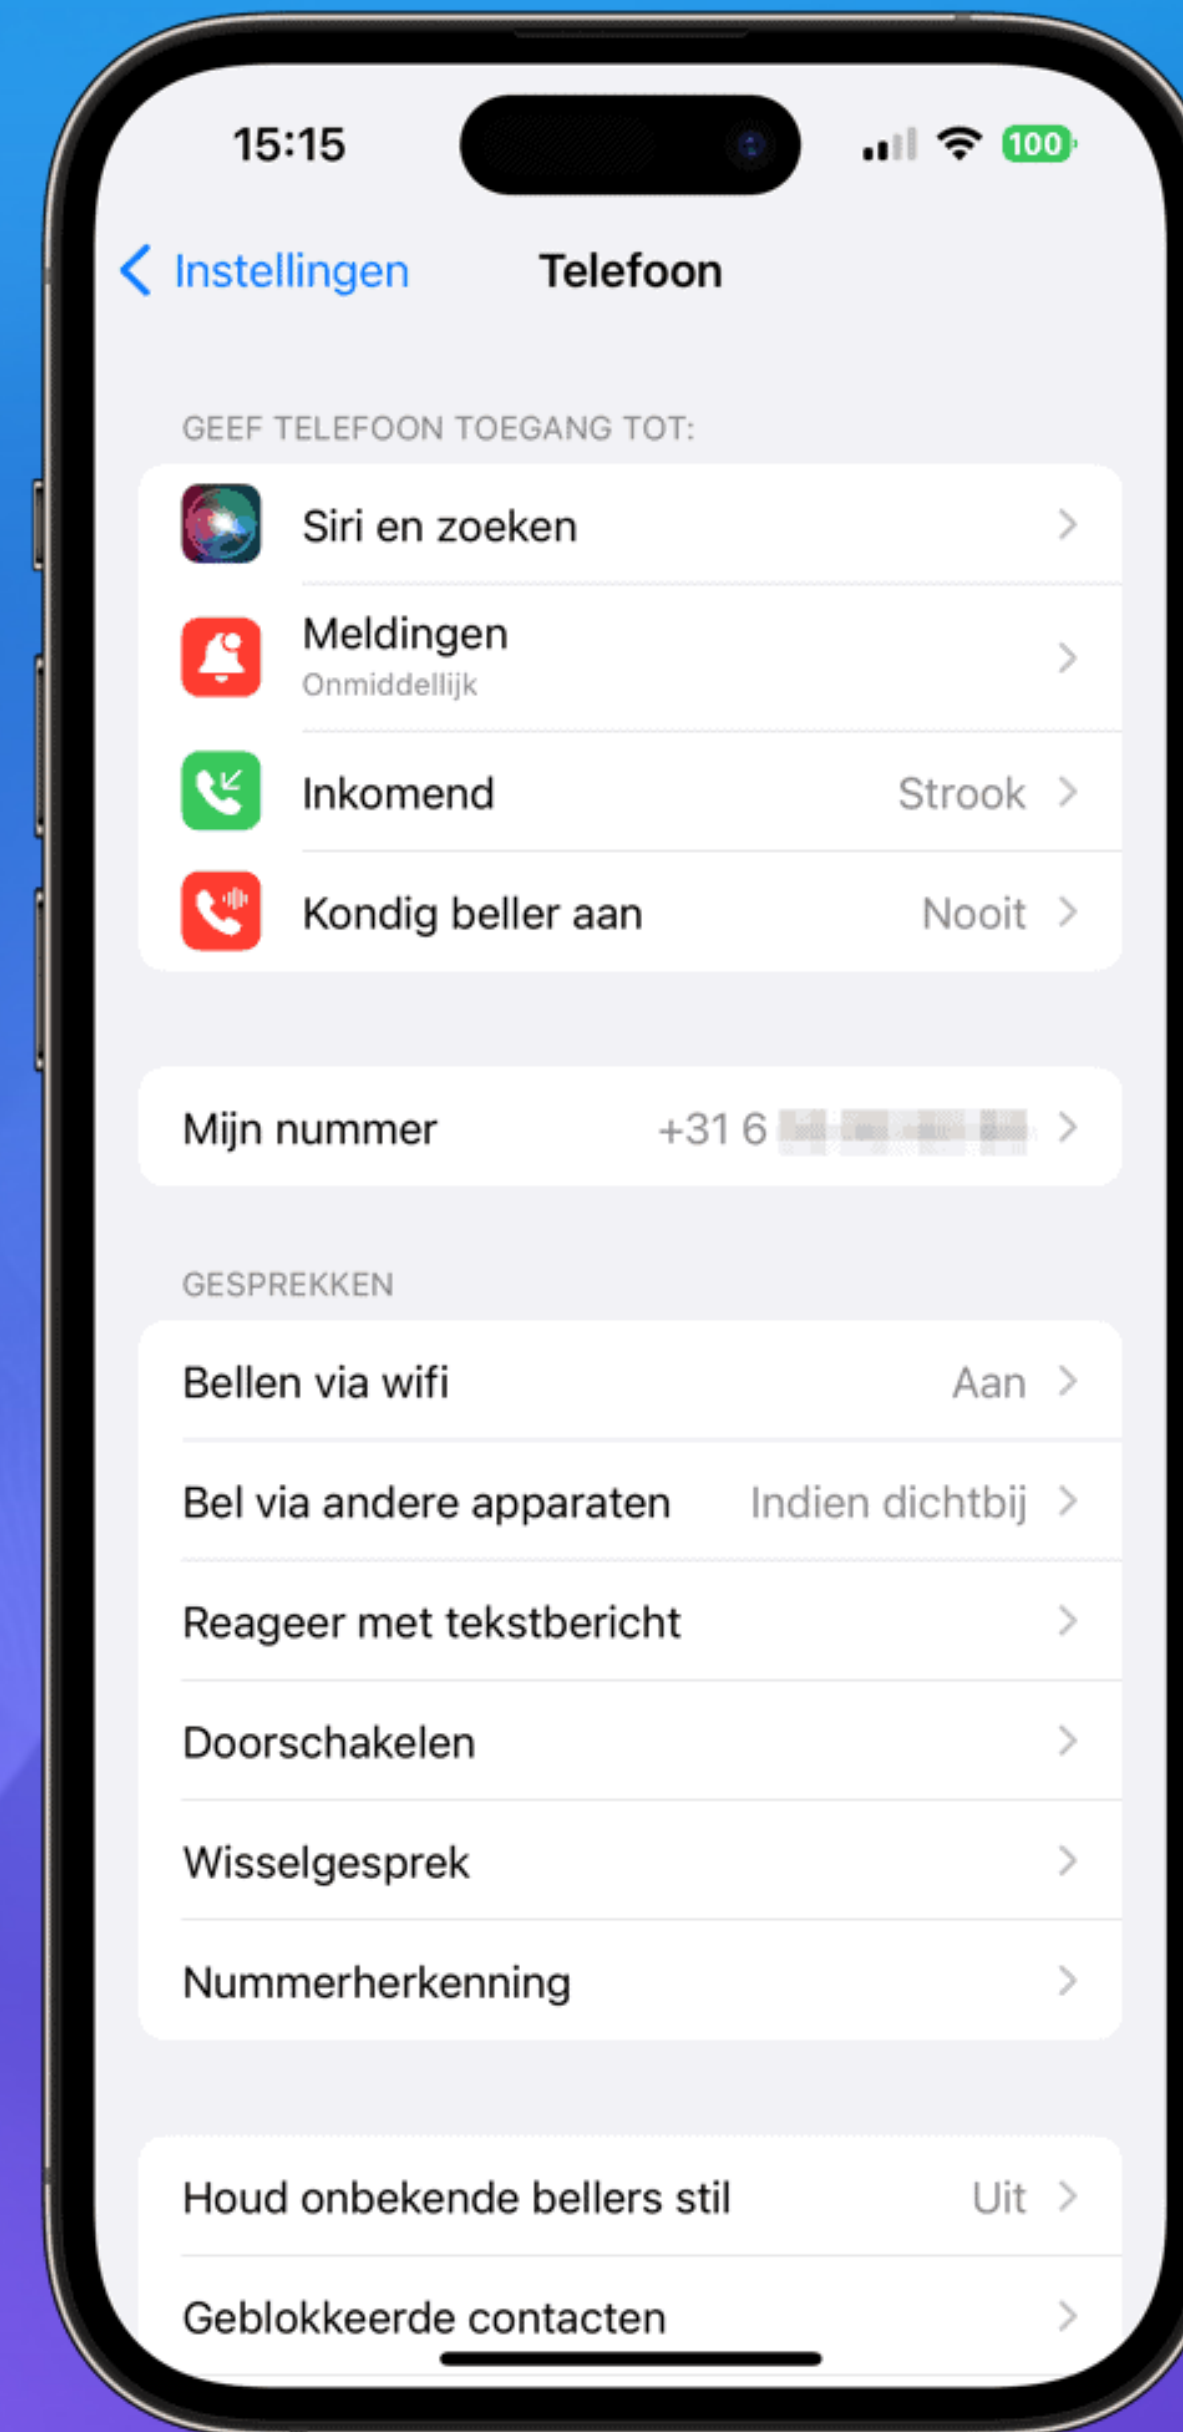 15:15
100
Instellingen Telefoon
GEEF TELEFOON TOEGANG TOT:
Siri en zoeken
Meldingen
Onmiddellijk
Inkomend Strook
Kondig beller aan Nooit
Mijn nummer +31 6
GESPREKKEN
Bellen via wifi Aan
Bel via andere apparaten Indien dichtbij
Reageer met tekstbericht
Doorschakelen
Wisselgesprek
Nummerherkenning
Houd onbekende bellers stil Uit
Geblokkeerde contacten